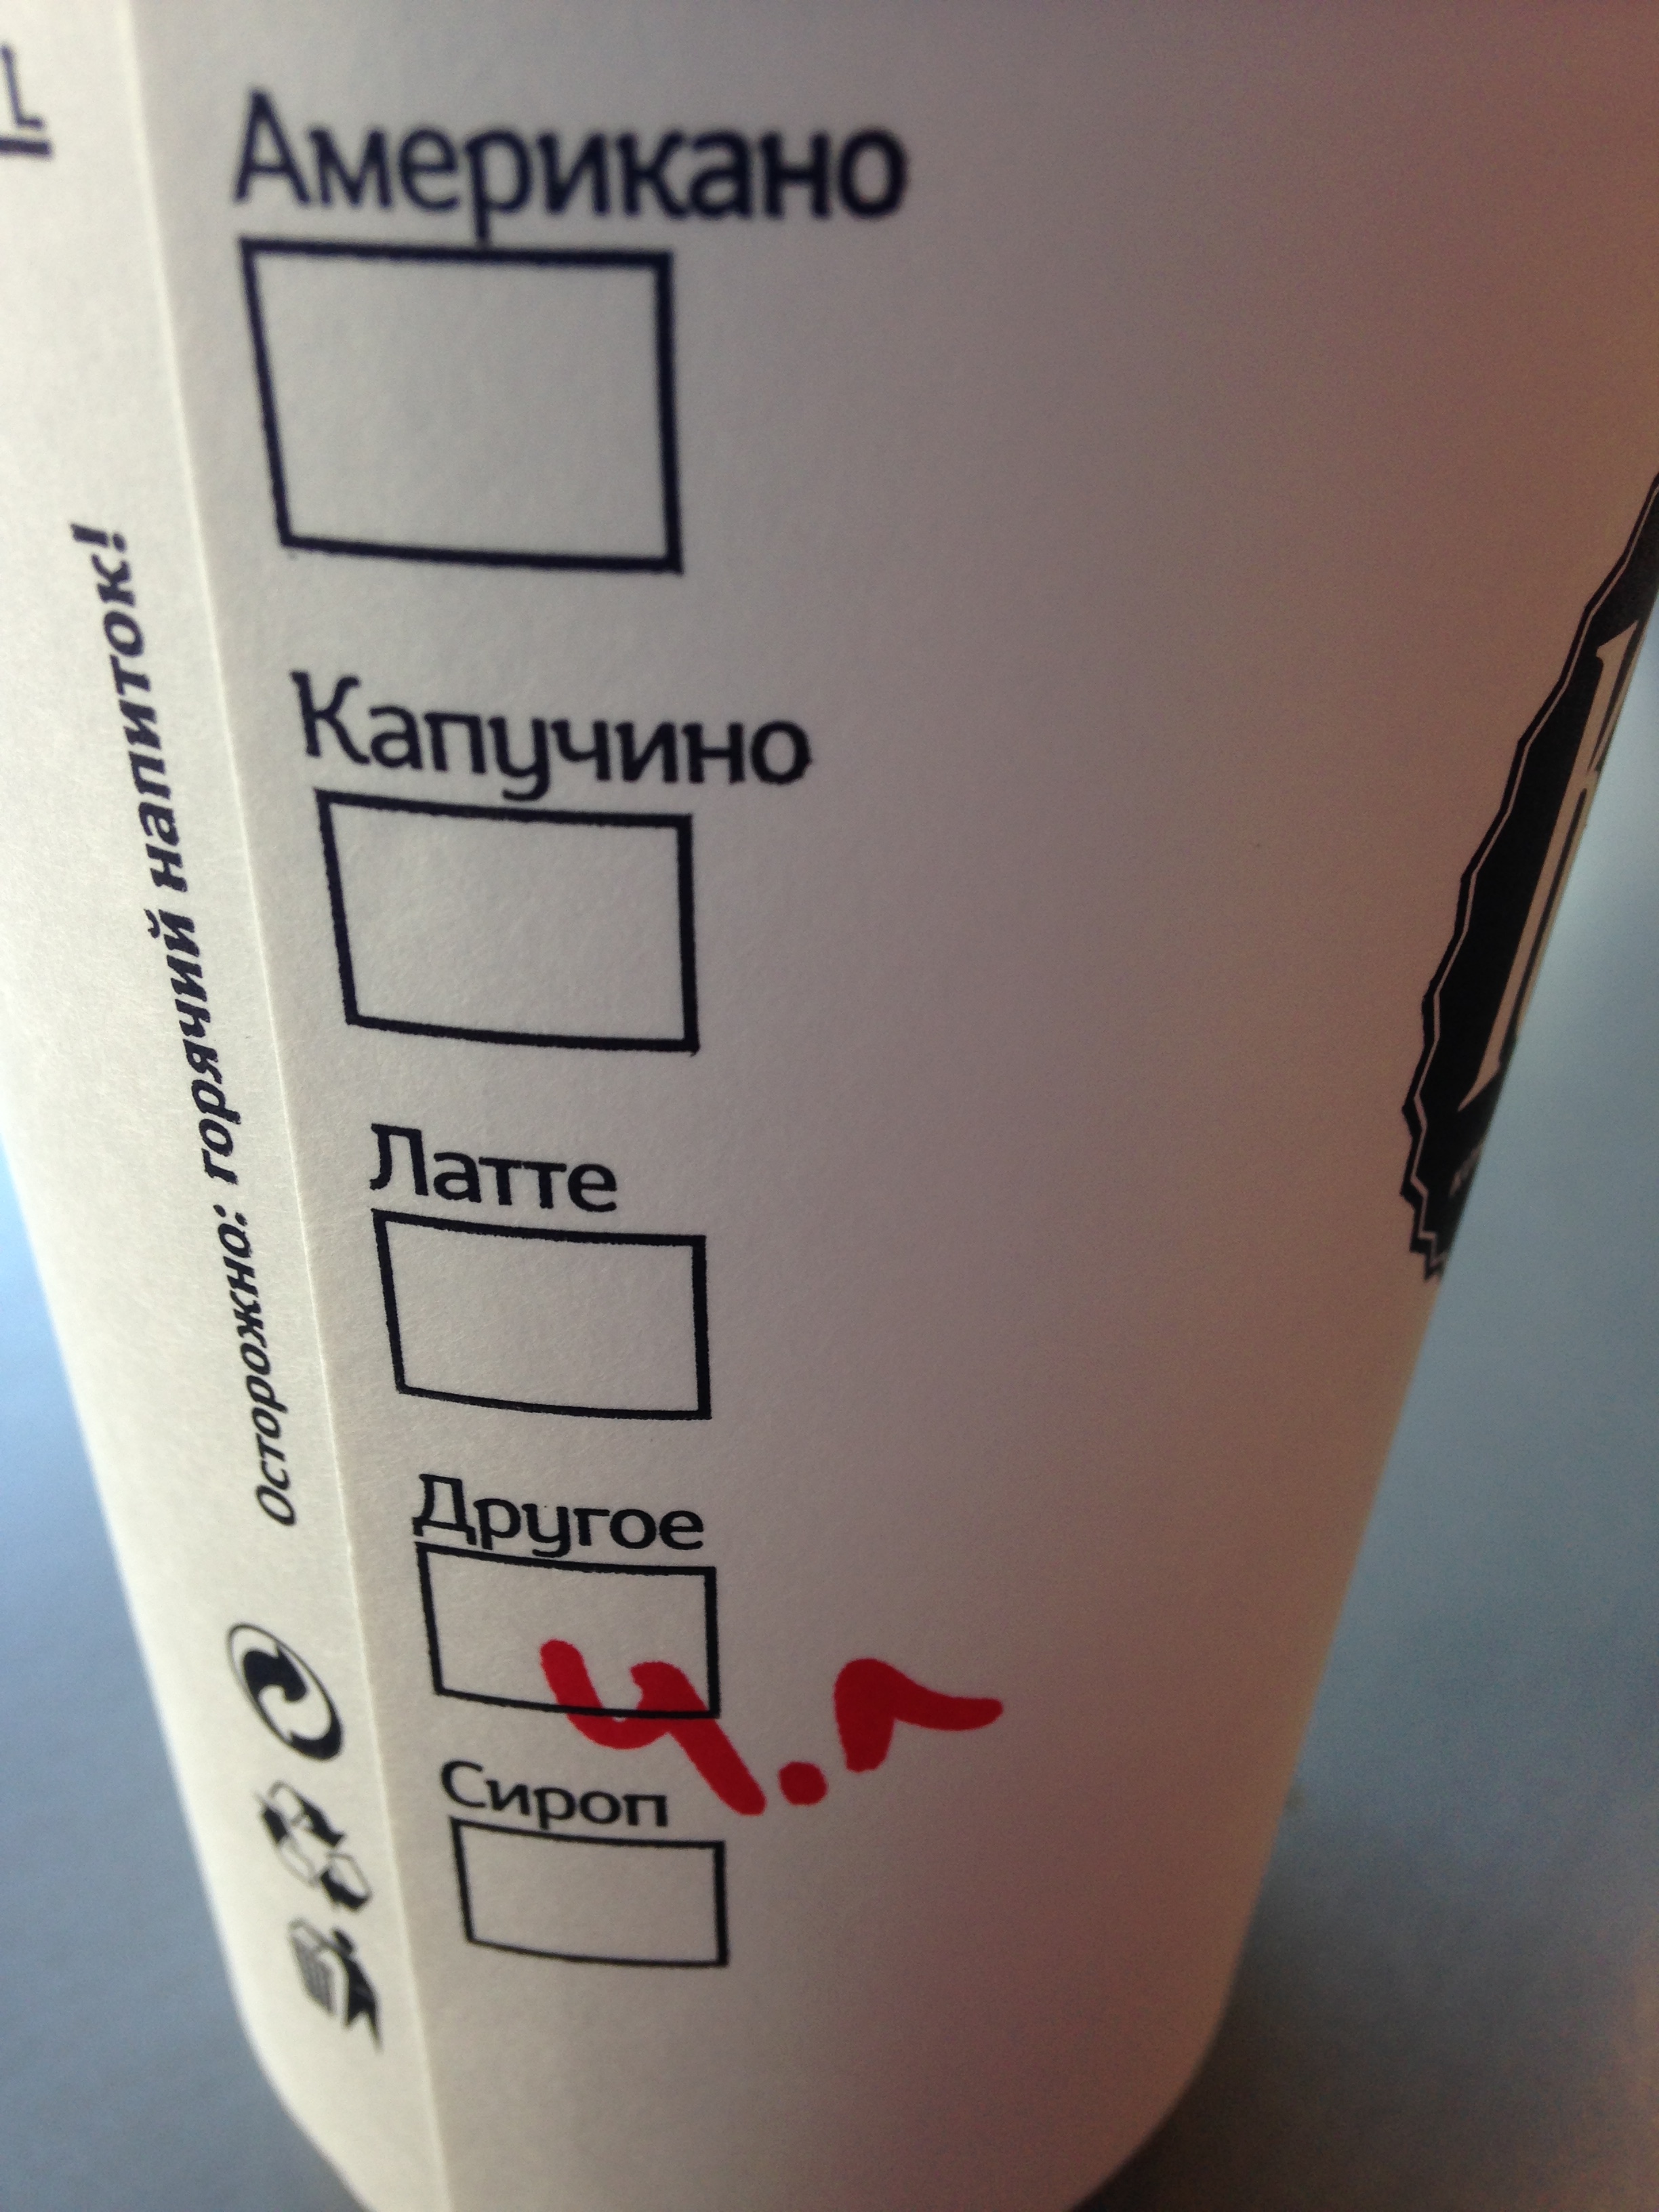 Американо
Капучино
Латте
Другое
ч.л
Сироп
Осторожно: горячий напиток!